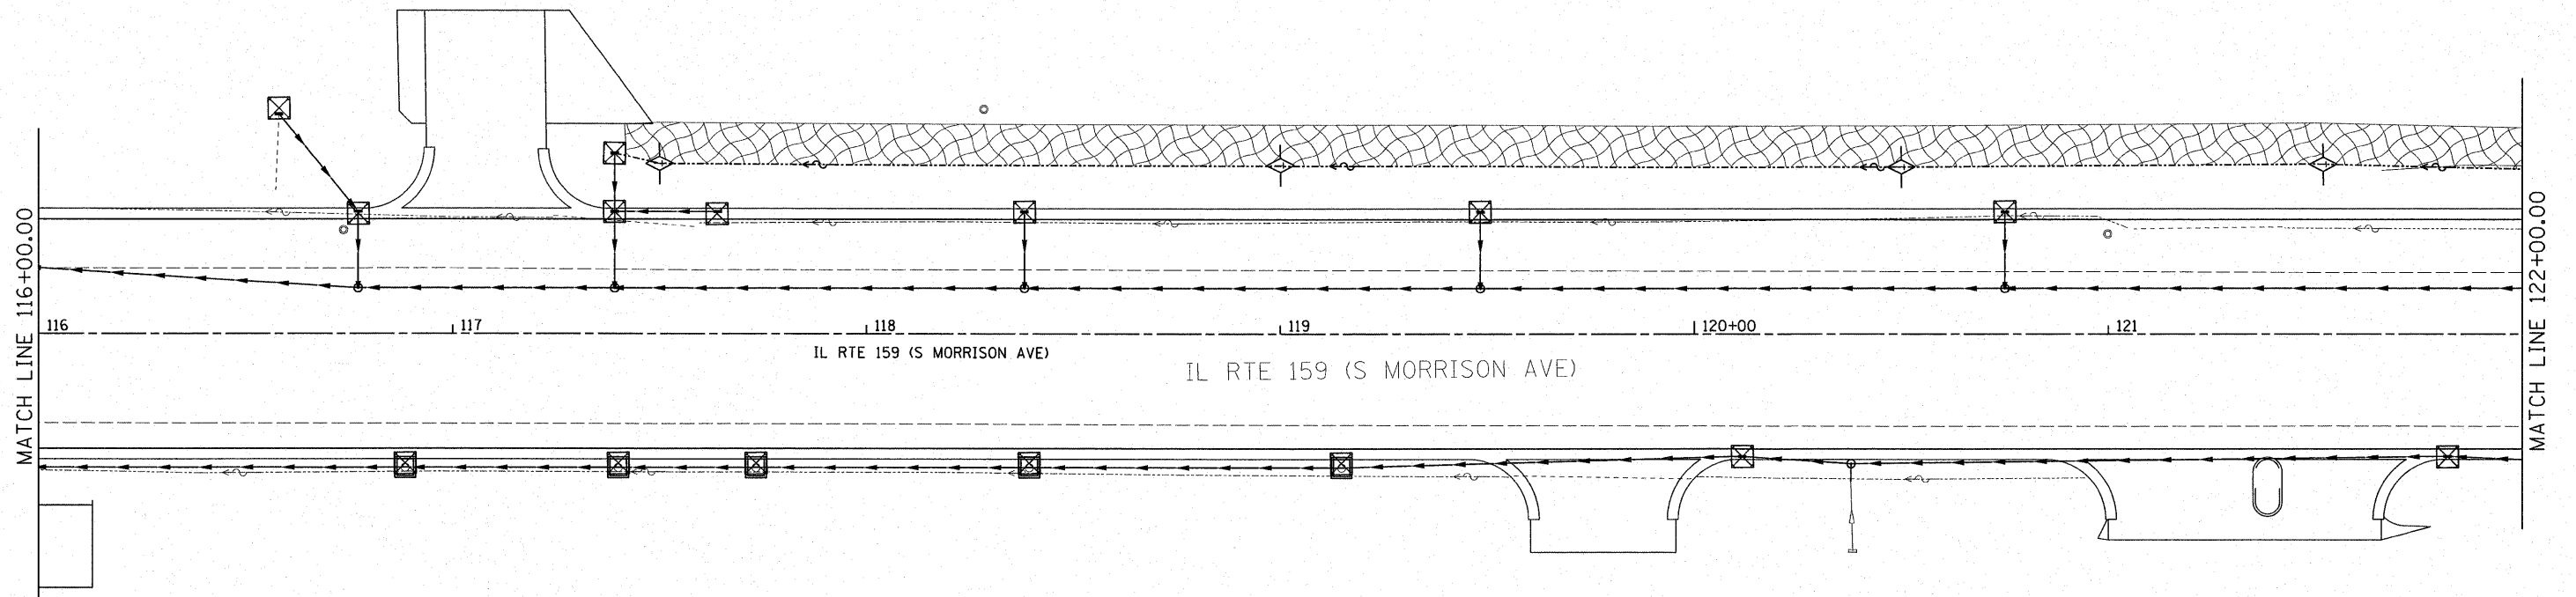 MATCH LINE 116+00.00
116
117
118
119
120+00
121
IL RTE 159 (S MORRISON AVE)
IL RTE 159 (S MORRISON AVE)
MATCH LINE 122+00.00